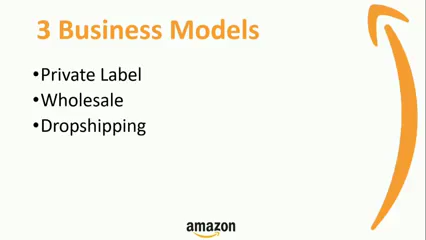 3 Business Models
•Private Label
•Wholesale
•Dropshipping
amazon